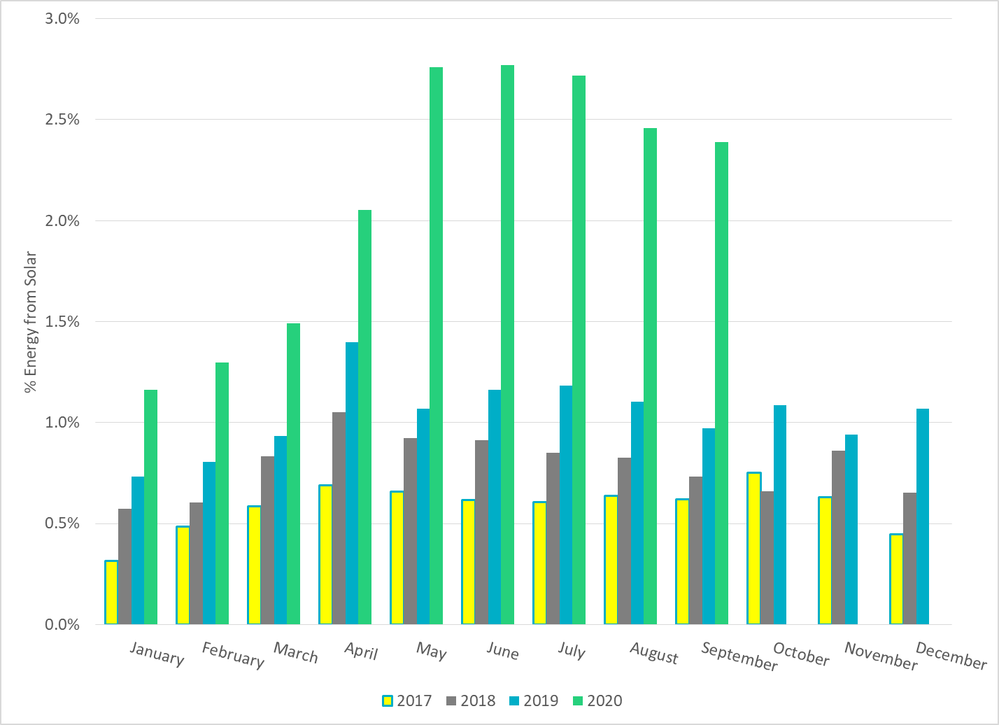 3.0%
2.5%
2.0%
1.5%
1.0%
0.5%
0.0%
% Energy from Solar
January
February
March
April
May
June
July
August
September
October
November
December
2017 2018 2019 2020